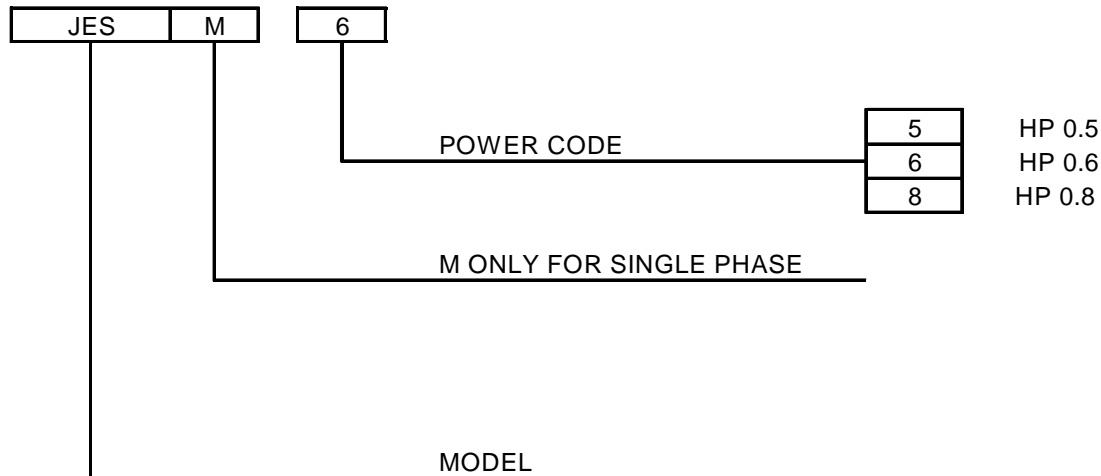 JES M 6
5 HP 0.5
POWER CODE
6 HP 0.6
8 HP 0.8
M ONLY FOR SINGLE PHASE
MODEL